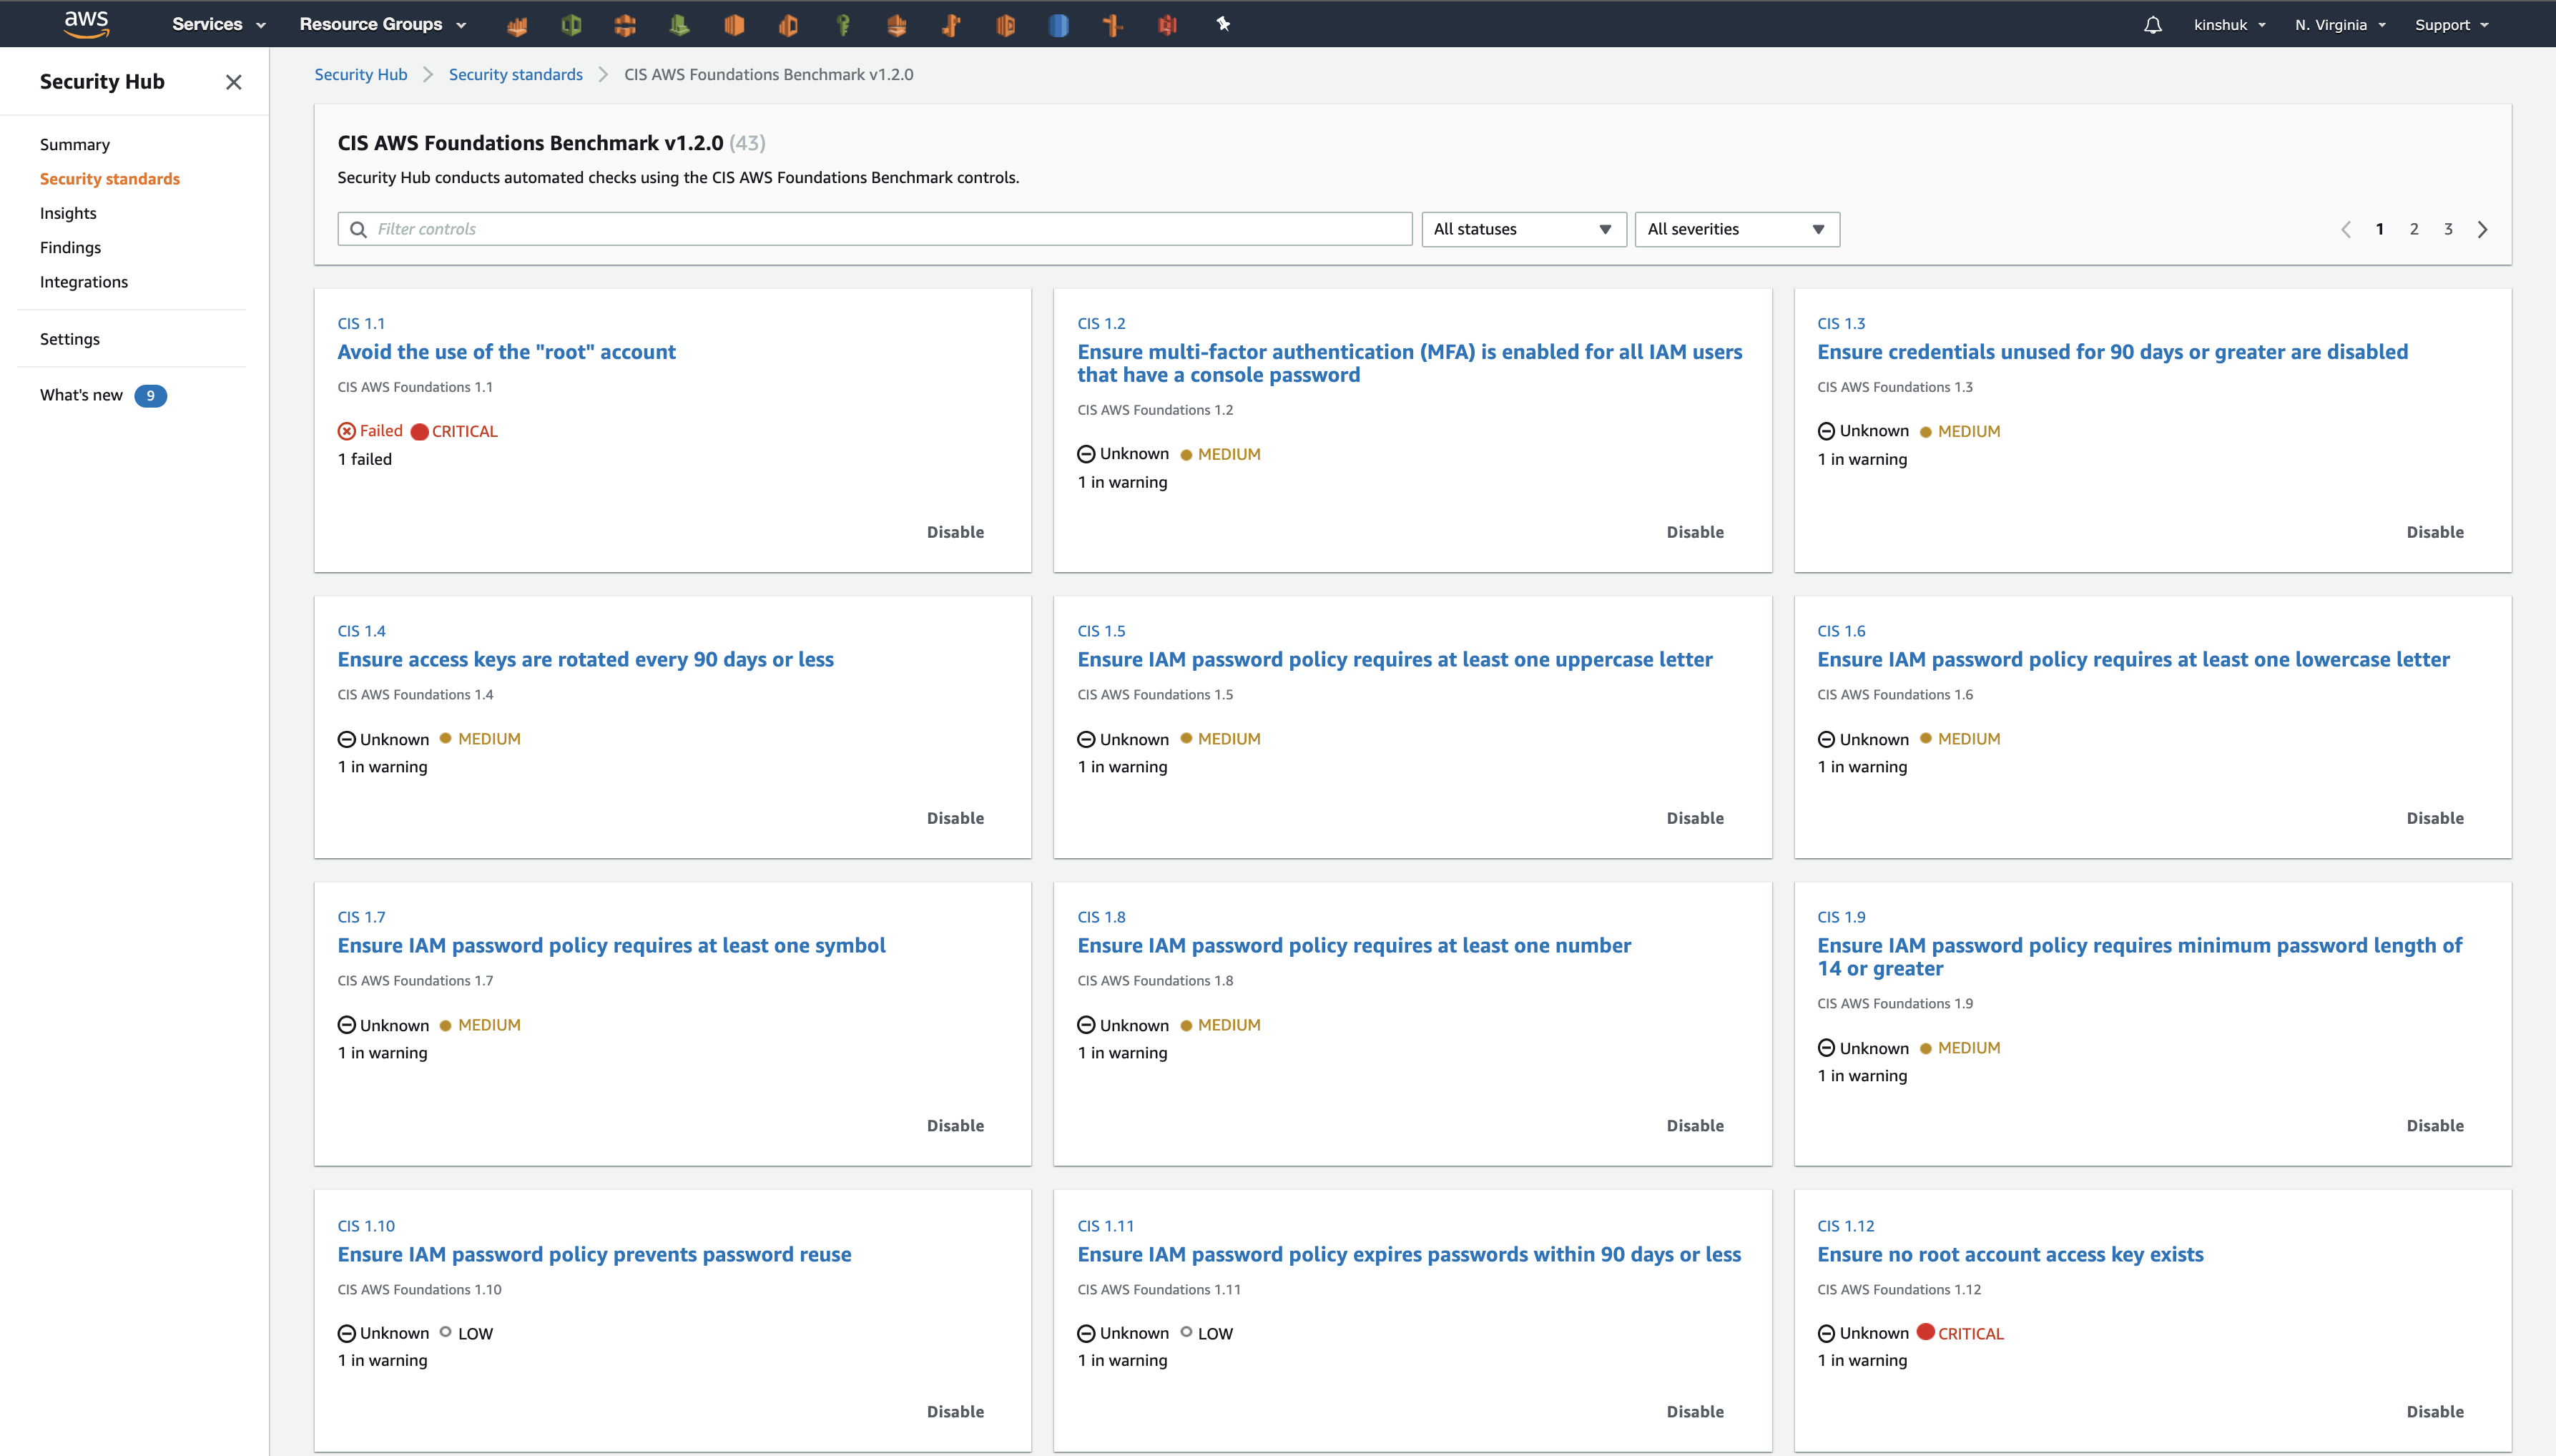 aws Services Resource Groups kinshuk N. Virginia Support
Security Hub
Summary
Security standards
Insights
Findings
Integrations
Settings
What's new 9
Security Hub Security standards CIS AWS Foundations Benchmark v1.2.0
CIS AWS Foundations Benchmark v1.2.0 (43)
Security Hub conducts automated checks using the CIS AWS Foundations Benchmark controls.
Filter controls All statuses All severities 1 2 3
CIS 1.1
Avoid the use of the "root" account
CIS AWS Foundations 1.1
Failed CRITICAL
1 failed
Disable
CIS 1.2
Ensure multi-factor authentication (MFA) is enabled for all IAM users
that have a console password
CIS AWS Foundations 1.2
Unknown MEDIUM
1 in warning
Disable
CIS 1.3
Ensure credentials unused for 90 days or greater are disabled
CIS AWS Foundations 1.3
Unknown MEDIUM
1 in warning
Disable
CIS 1.4
Ensure access keys are rotated every 90 days or less
CIS AWS Foundations 1.4
Unknown MEDIUM
1 in warning
Disable
CIS 1.5
Ensure IAM password policy requires at least one uppercase letter
CIS AWS Foundations 1.5
Unknown MEDIUM
1 in warning
Disable
CIS 1.6
Ensure IAM password policy requires at least one lowercase letter
CIS AWS Foundations 1.6
Unknown MEDIUM
1 in warning
Disable
CIS 1.7
Ensure IAM password policy requires at least one symbol
CIS AWS Foundations 1.7
Unknown MEDIUM
1 in warning
Disable
CIS 1.8
Ensure IAM password policy requires at least one number
CIS AWS Foundations 1.8
Unknown MEDIUM
1 in warning
Disable
CIS 1.9
Ensure IAM password policy requires minimum password length of
14 or greater
CIS AWS Foundations 1.9
Unknown MEDIUM
1 in warning
Disable
CIS 1.10
Ensure IAM password policy prevents password reuse
CIS AWS Foundations 1.10
Unknown LOW
1 in warning
Disable
CIS 1.11
Ensure IAM password policy expires passwords within 90 days or less
CIS AWS Foundations 1.11
Unknown LOW
1 in warning
Disable
CIS 1.12
Ensure no root account access key exists
CIS AWS Foundations 1.12
Unknown CRITICAL
1 in warning
Disable